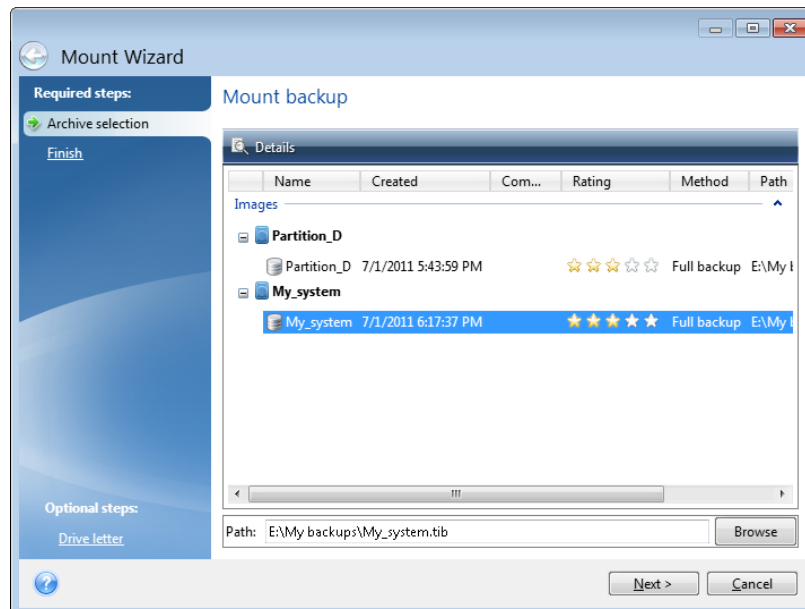 Mount Wizard
Required steps:
Archive selection
Finish
Optional steps:
Drive letter
Mount backup
Details
Name Created Com... Rating Method Path
Images
Partition_D
Partition_D 7/1/2011 5:43:59 PM Full backup E:\My
My_system
My_system 7/1/2011 6:17:37 PM Full backup E:\My
Path: E:\My backups\My_system.tib Browse
Next > Cancel